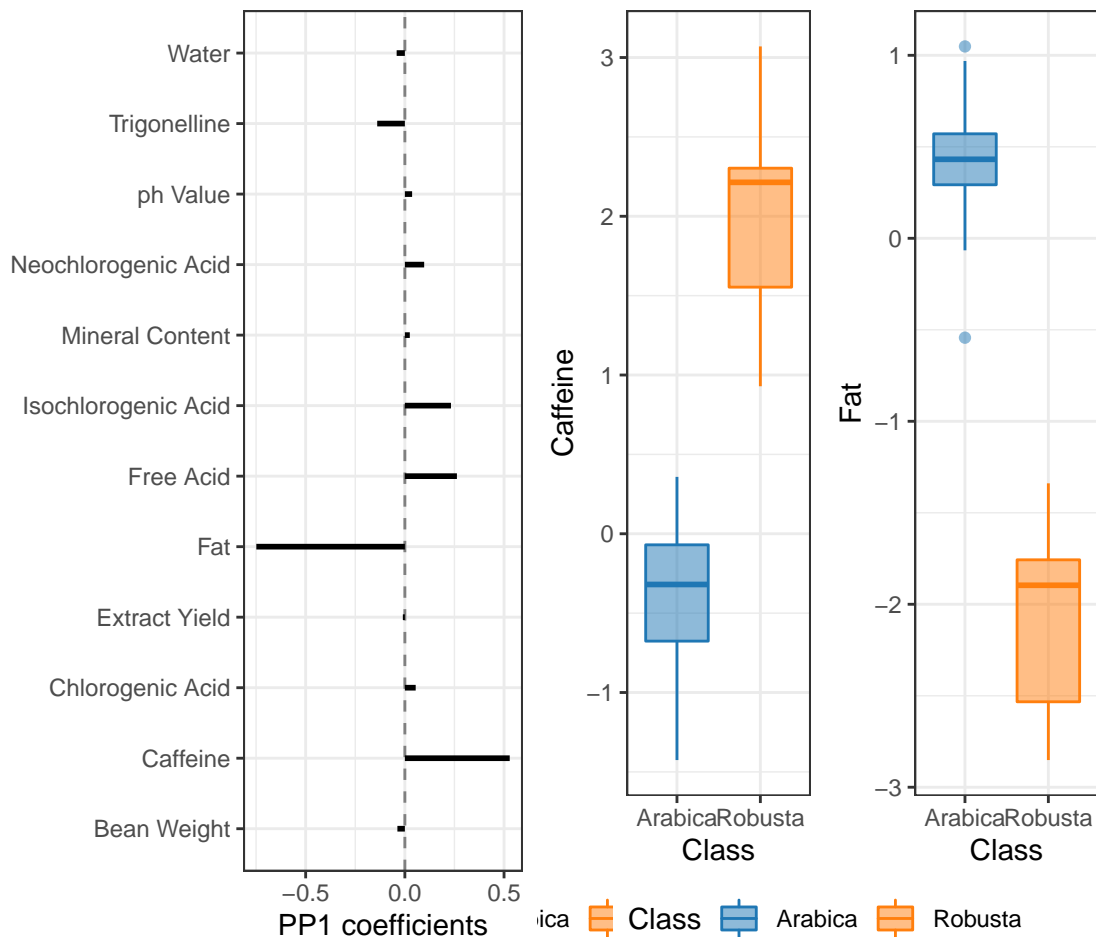 Water
Trigonelline
ph Value
Neochlorogenic Acid
Mineral Content
Isochlorogenic Acid
Free Acid
Fat
Extract Yield
Chlorogenic Acid
Caffeine
Bean Weight
−0.5 0.0 0.5
PP1 coefficients
Caffeine
3
2
1
0
−1
Arabica Robusta
Class
Fat
1
0
−1
−2
−3
Arabica Robusta
Class
ica Class Arabica Robusta